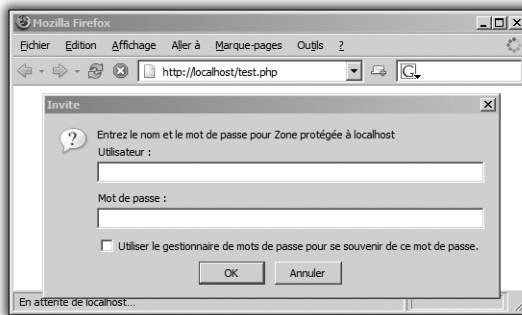 Mozilla Firefox
Fichier Edition Affichage Aller à Marque-pages Outils ?
http://localhost/test.php G
Invite
Entrez le nom et le mot de passe pour Zone protégée à localhost
Utilisateur :
Mot de passe :
Utiliser le gestionnaire de mots de passe pour se souvenir de ce mot de passe.
OK Annuler
En attente de localhost...